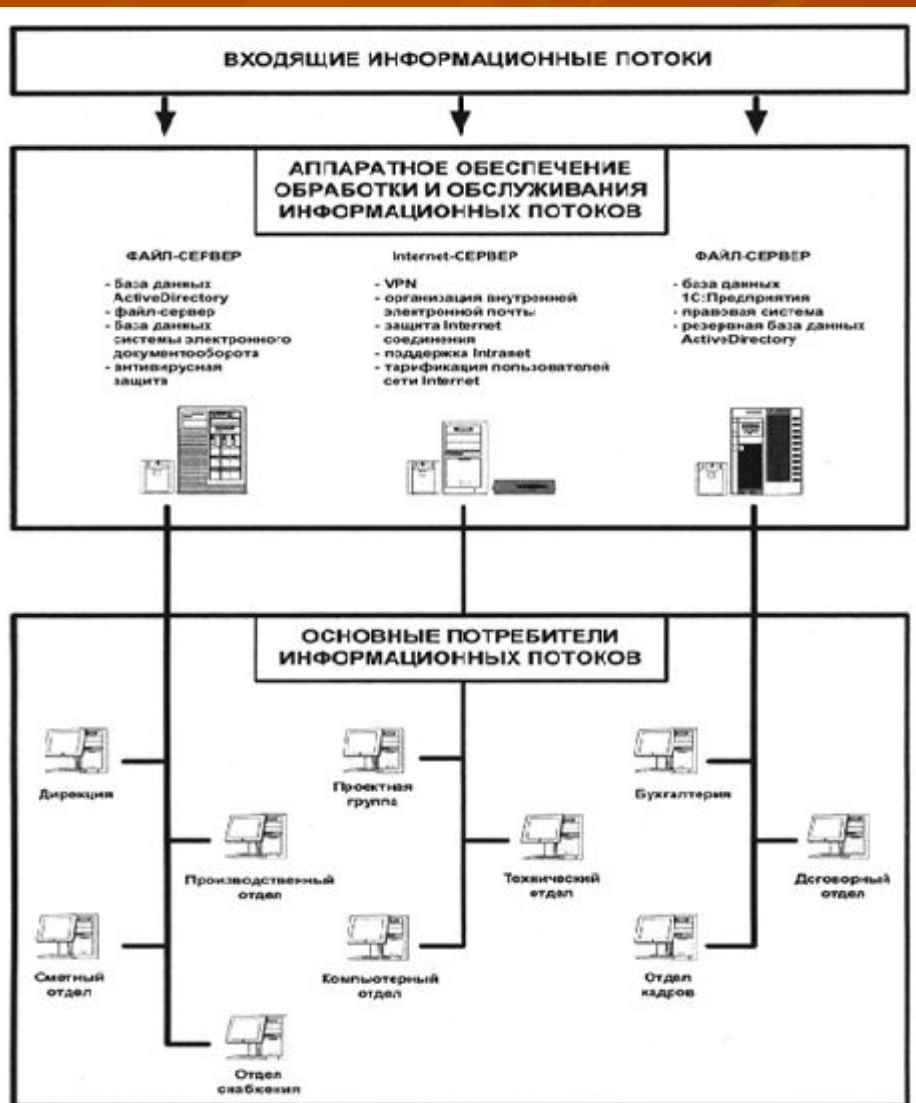 ВХОДЯЩИЕ ИНФОРМАЦИОННЫЕ ПОТОКИ
АППАРАТНОЕ ОБЕСПЕЧЕНИЕ
ОБРАБОТКИ И ОБСЛУЖИВАНИЯ
ИНФОРМАЦИОННЫХ ПОТОКОВ
ФАЙЛ-СЕРВЕР
- база данных
ActiveDirectory
- файл-сервер
- база данных
системы электронного
документооборота
- антивирусная
защита
Internet-СЕРВЕР
- VPN
- организация внутренней
электронной почты
- защита Internet
соединения
- поддержка Intranet
- тарификация пользователей
сети Internet
ФАЙЛ-СЕРВЕР
- база данных
1С:Предприятия
- правовая система
- резервная база данных
ActiveDirectory
ОСНОВНЫЕ ПОТРЕБИТЕЛИ
ИНФОРМАЦИОННЫХ ПОТОКОВ
Дирекция
Проектная
группа
Бухгалтерия
Производственный
отдел
Технический
отдел
Договорный
отдел
Сметный
отдел
Компьютерный
отдел
Отдел
кадров
Отдел
снабжения